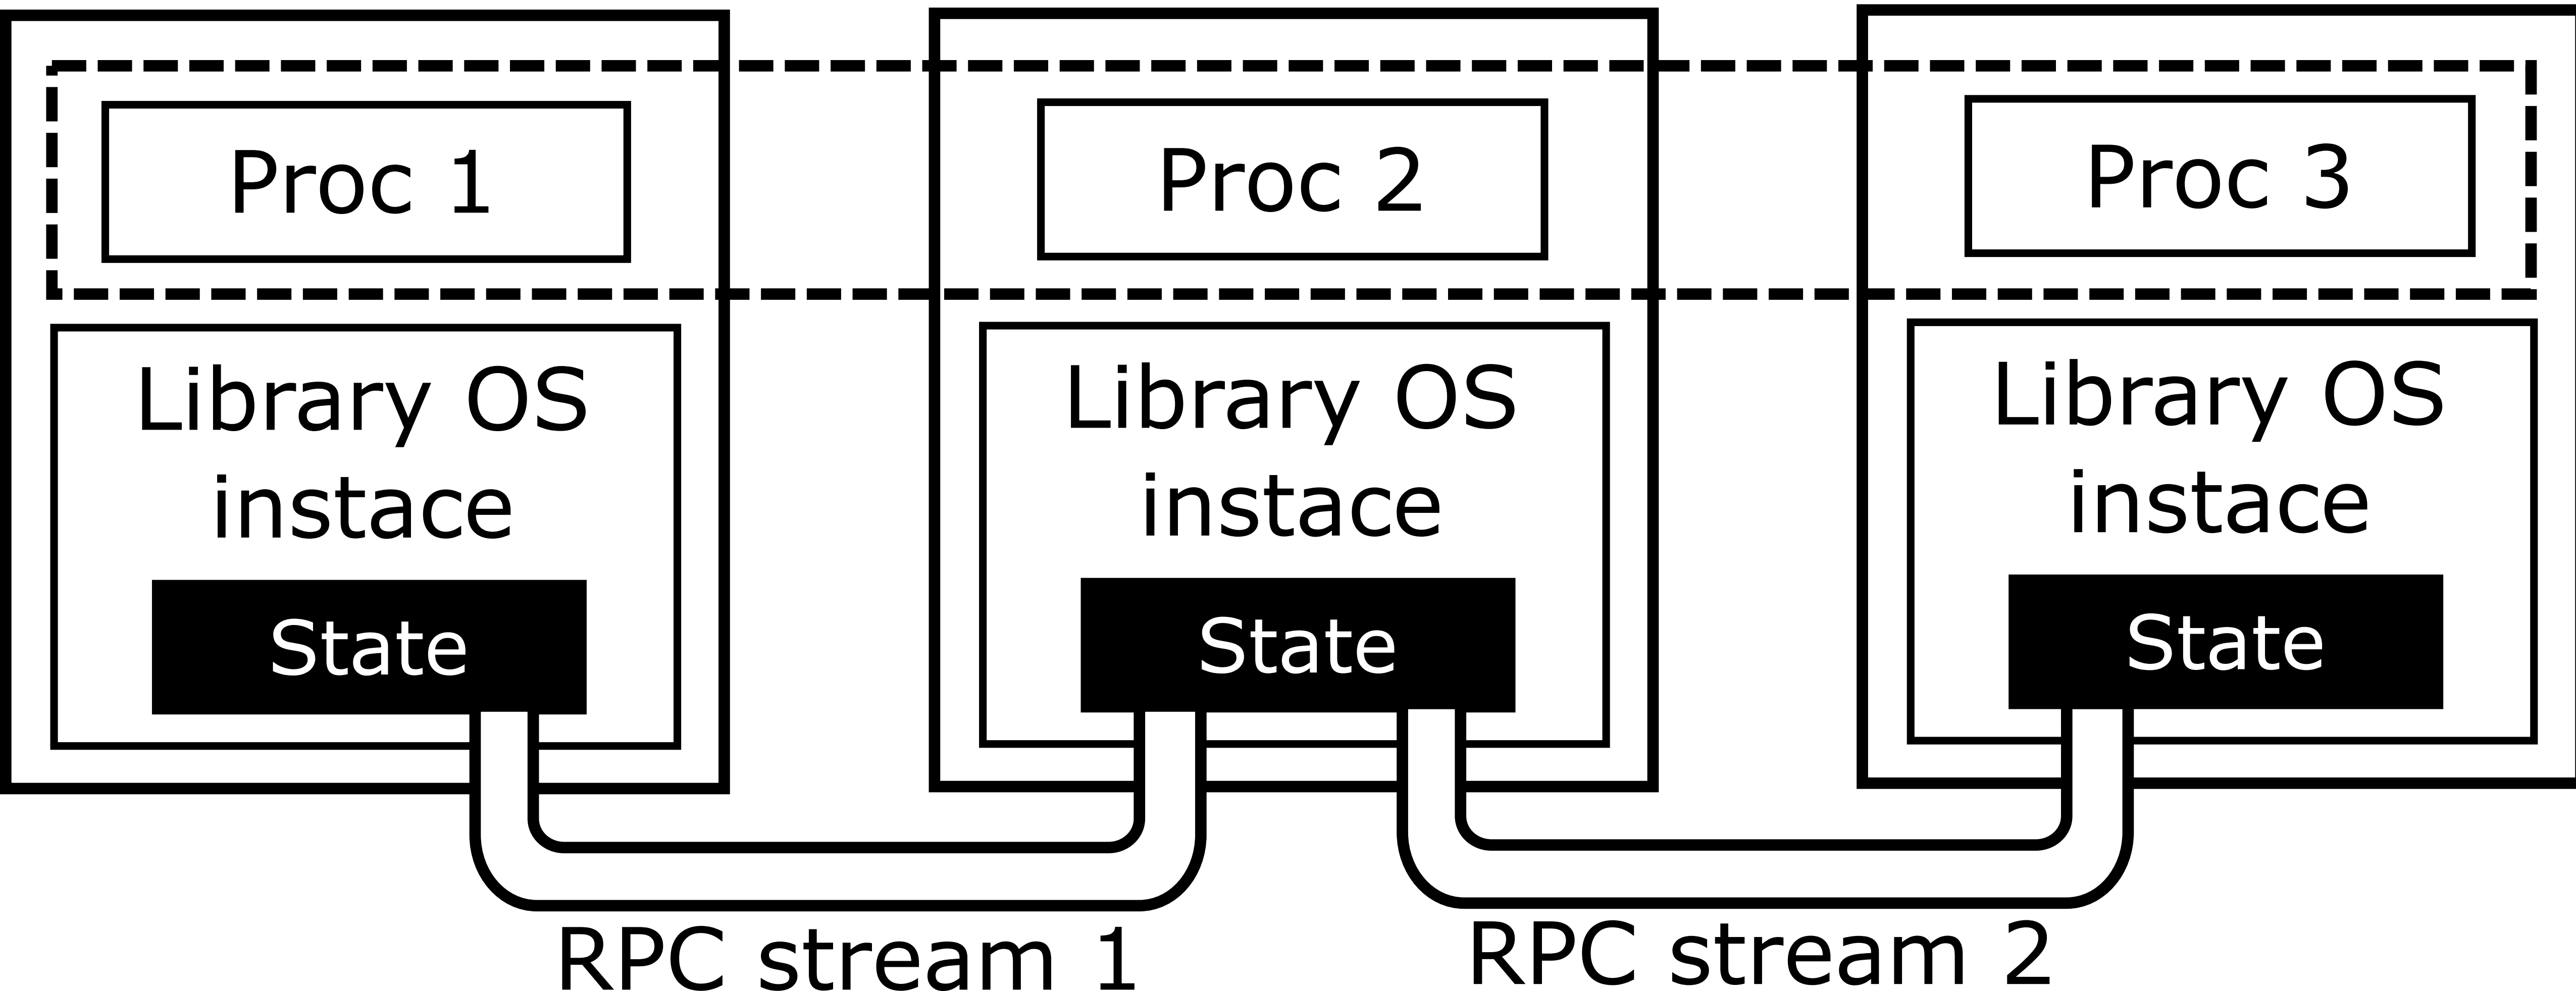 Proc 1
Proc 2
Proc 3
Library OS
instace
Library OS
instace
Library OS
instace
State
State
State
RPC stream 1
RPC stream 2